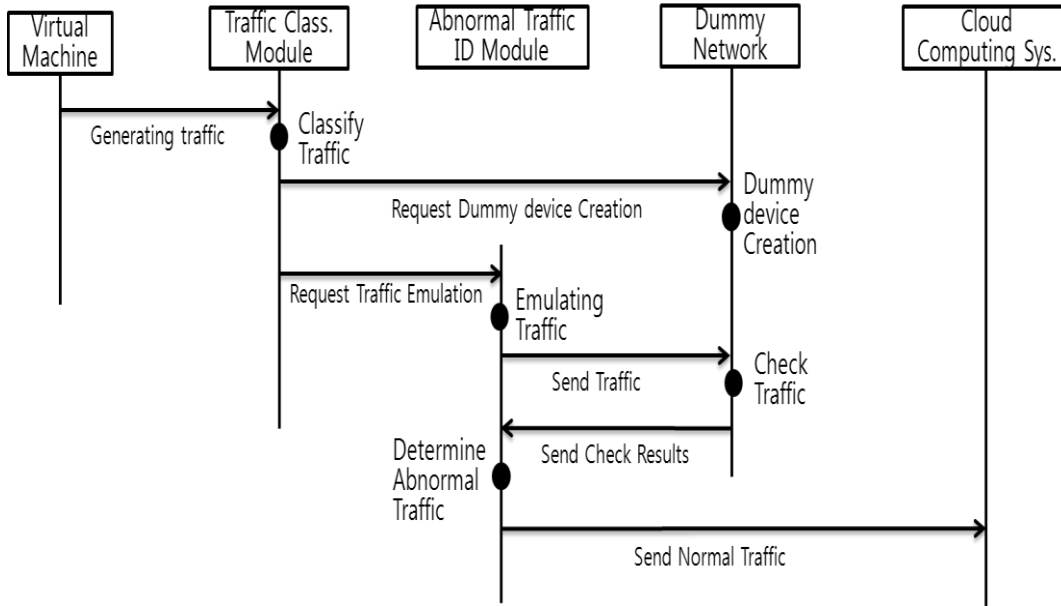 Virtual
Machine
Traffic Class.
Module
Abnormal Traffic
ID Module
Dummy
Network
Cloud
Computing Sys.
Generating traffic
Classify
Traffic
Request Dummy device Creation
Dummy
device
Creation
Request Traffic Emulation
Emulating
Traffic
Send Traffic
Check
Traffic
Send Check Results
Determine
Abnormal
Traffic
Send Normal Traffic